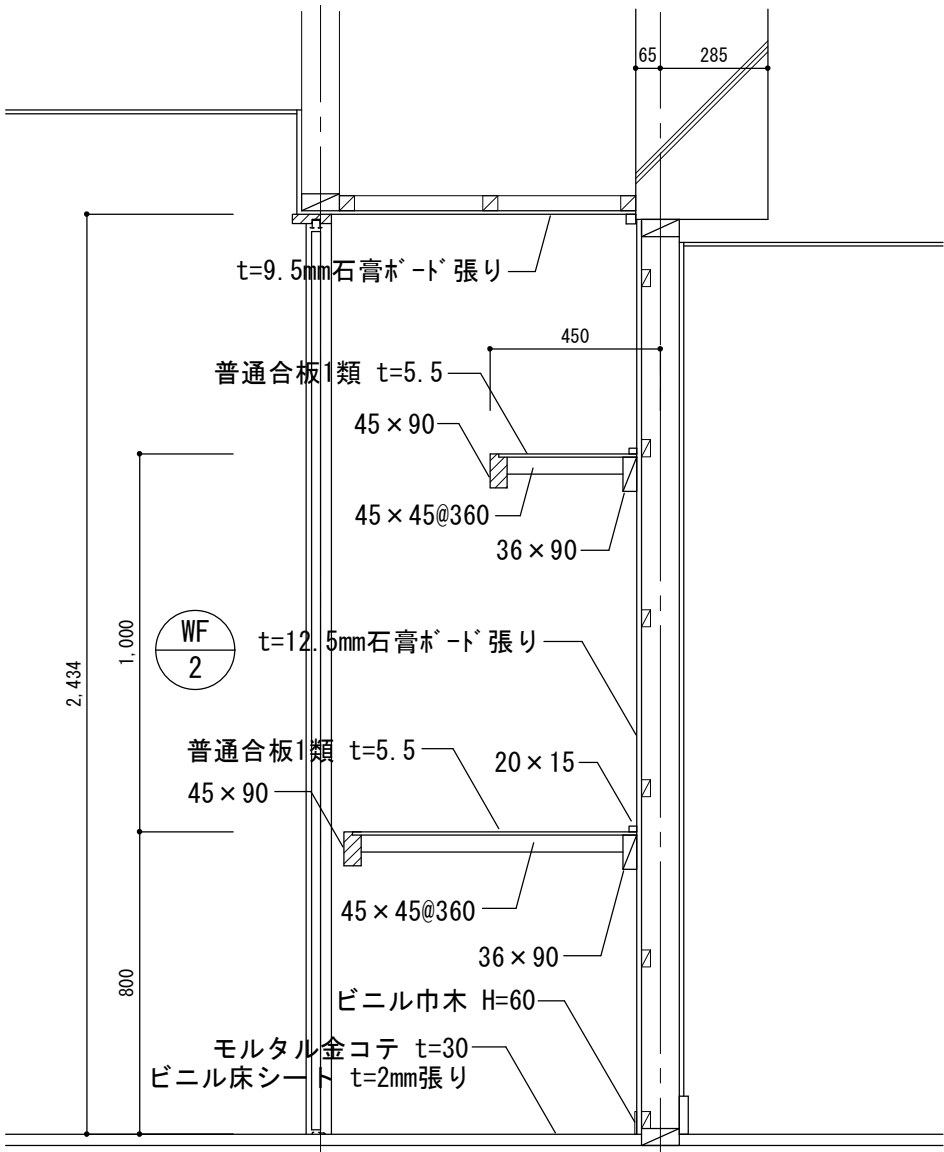 65
285
t=9.5mm石膏ボード張り
450
普通合板1類 t=5.5
45×90
45×45@360
36×90
WF
2
1,000
t=12.5mm石膏ボード張り
2,434
普通合板1類 t=5.5
20×15
45×90
45×45@360
36×90
800
ビニル巾木 H=60
モルタル金コテ t=30
ビニル床シート t=2mm張り